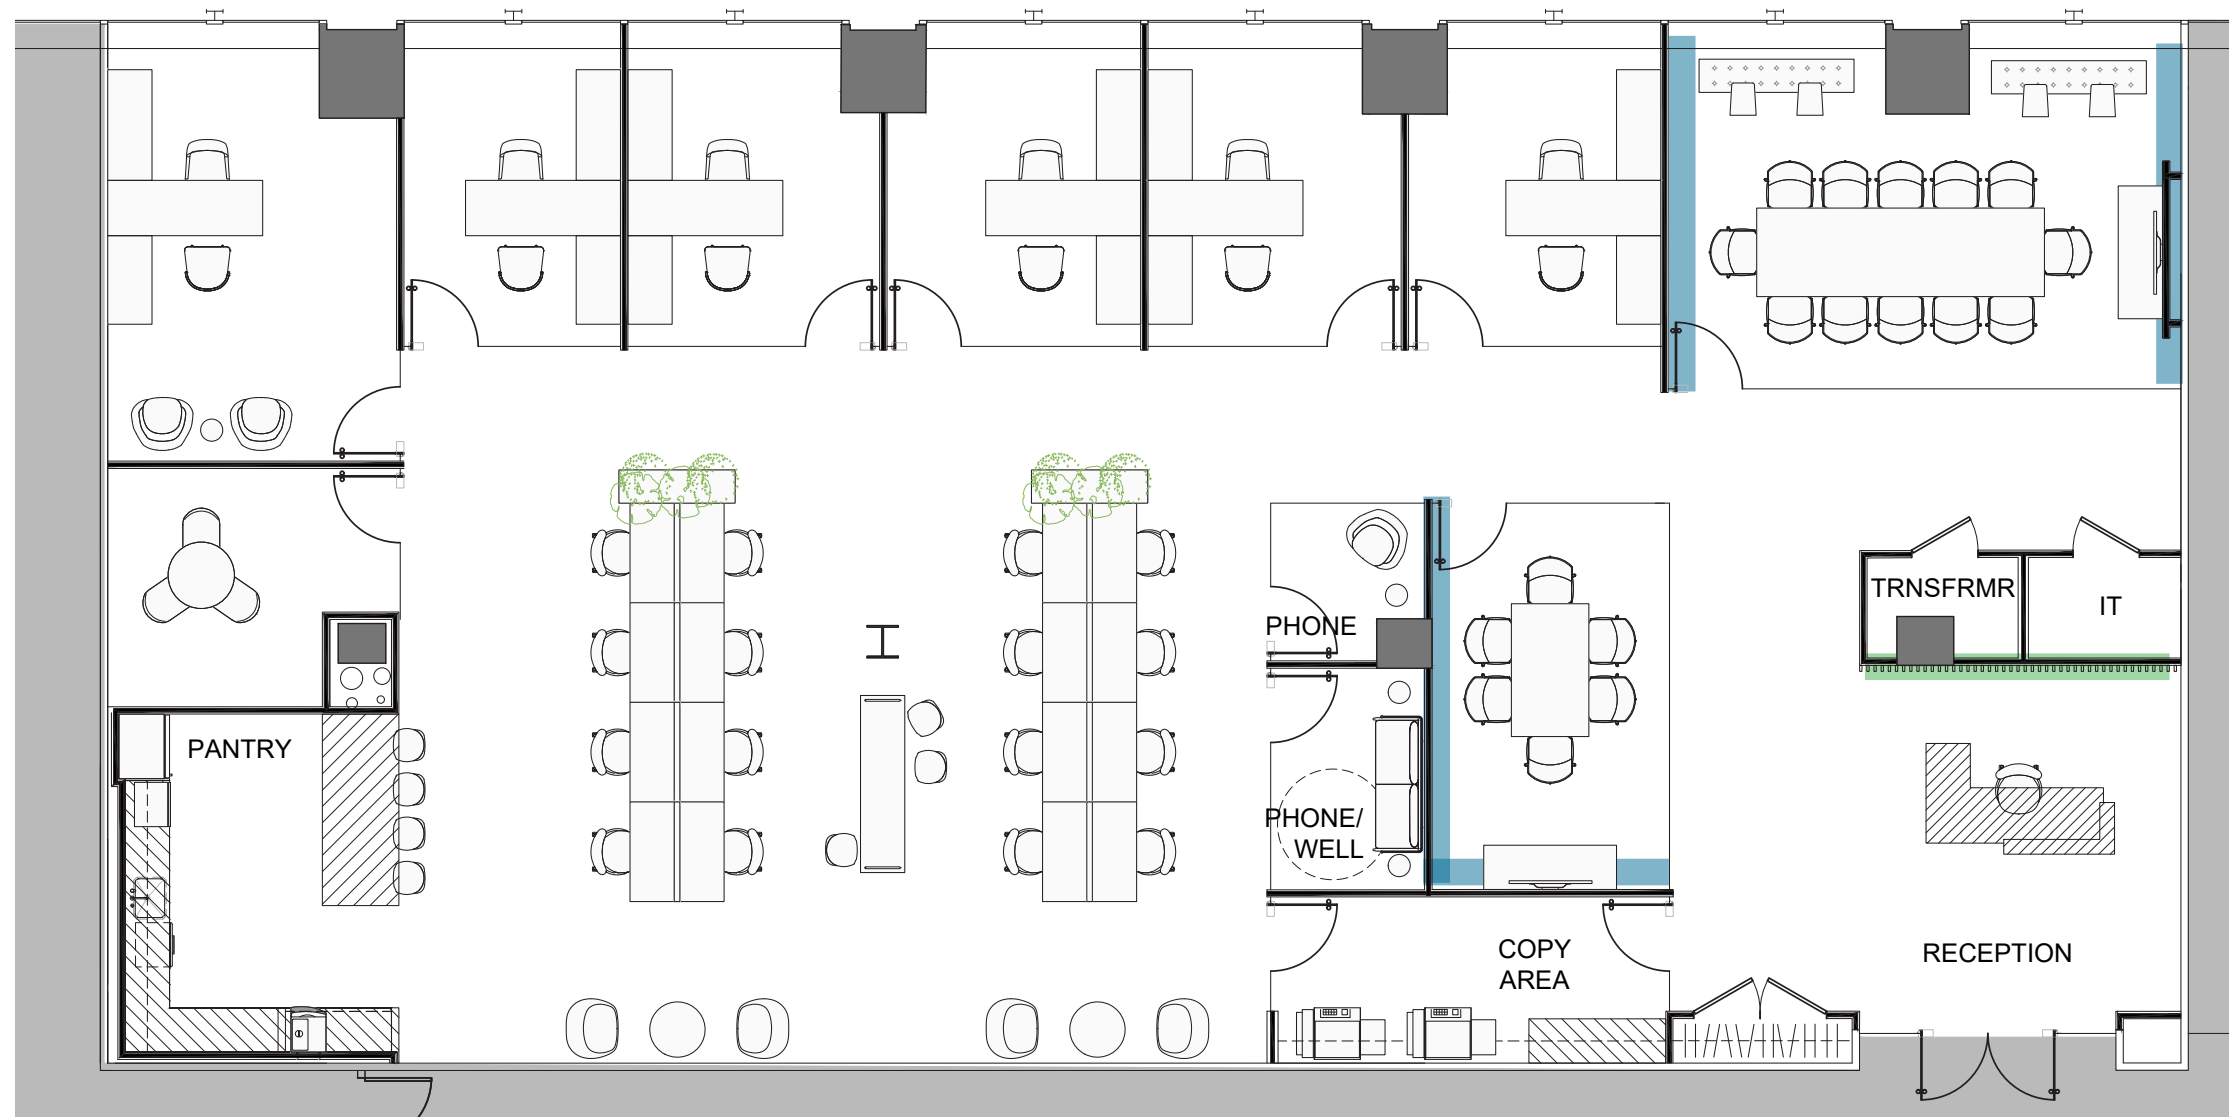 TRNSFRMR
IT
PHONE
PANTRY
PHONE/
WELL
COPY
AREA
RECEPTION